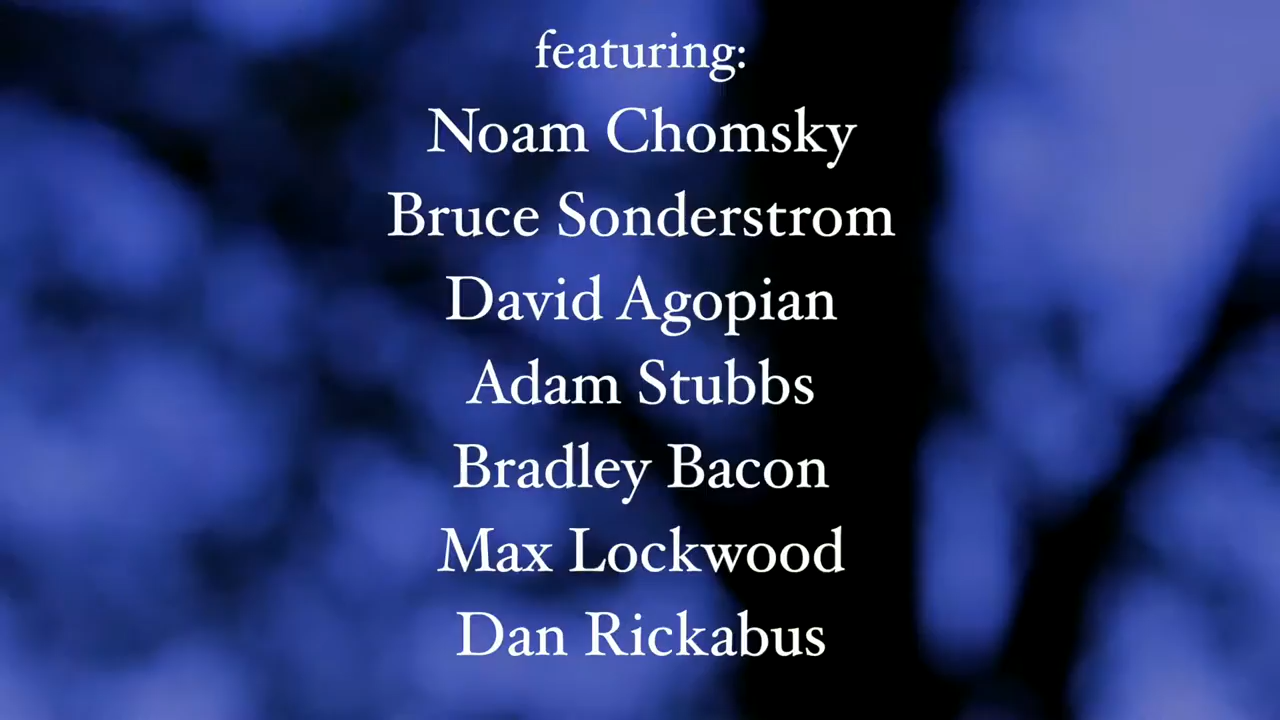 featuring:
Noam Chomsky
Bruce Sonderstrom
David Agopian
Adam Stubbs
Bradley Bacon
Max Lockwood
Dan Rickabus